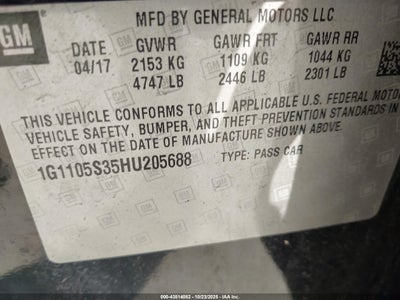 GM
MFD BY GENERAL MOTORS LLC
DATE GVWR GAWR FRT GAWR RR
04/17 2153 KG 1109 KG 1044 KG
4747 LB 2446 LB 2301 LB
THIS VEHICLE CONFORMS TO ALL APPLICABLE U.S. FEDERAL MOTOR
VEHICLE SAFETY, BUMPER, AND THEFT PREVENTION STANDARDS IN
EFFECT ON THE DATE OF MANUFACTURE SHOWN ABOVE.
1G1105S35HU205688 TYPE: PASS CAR
000-43514052 - 10/23/2025 - IAA Inc.